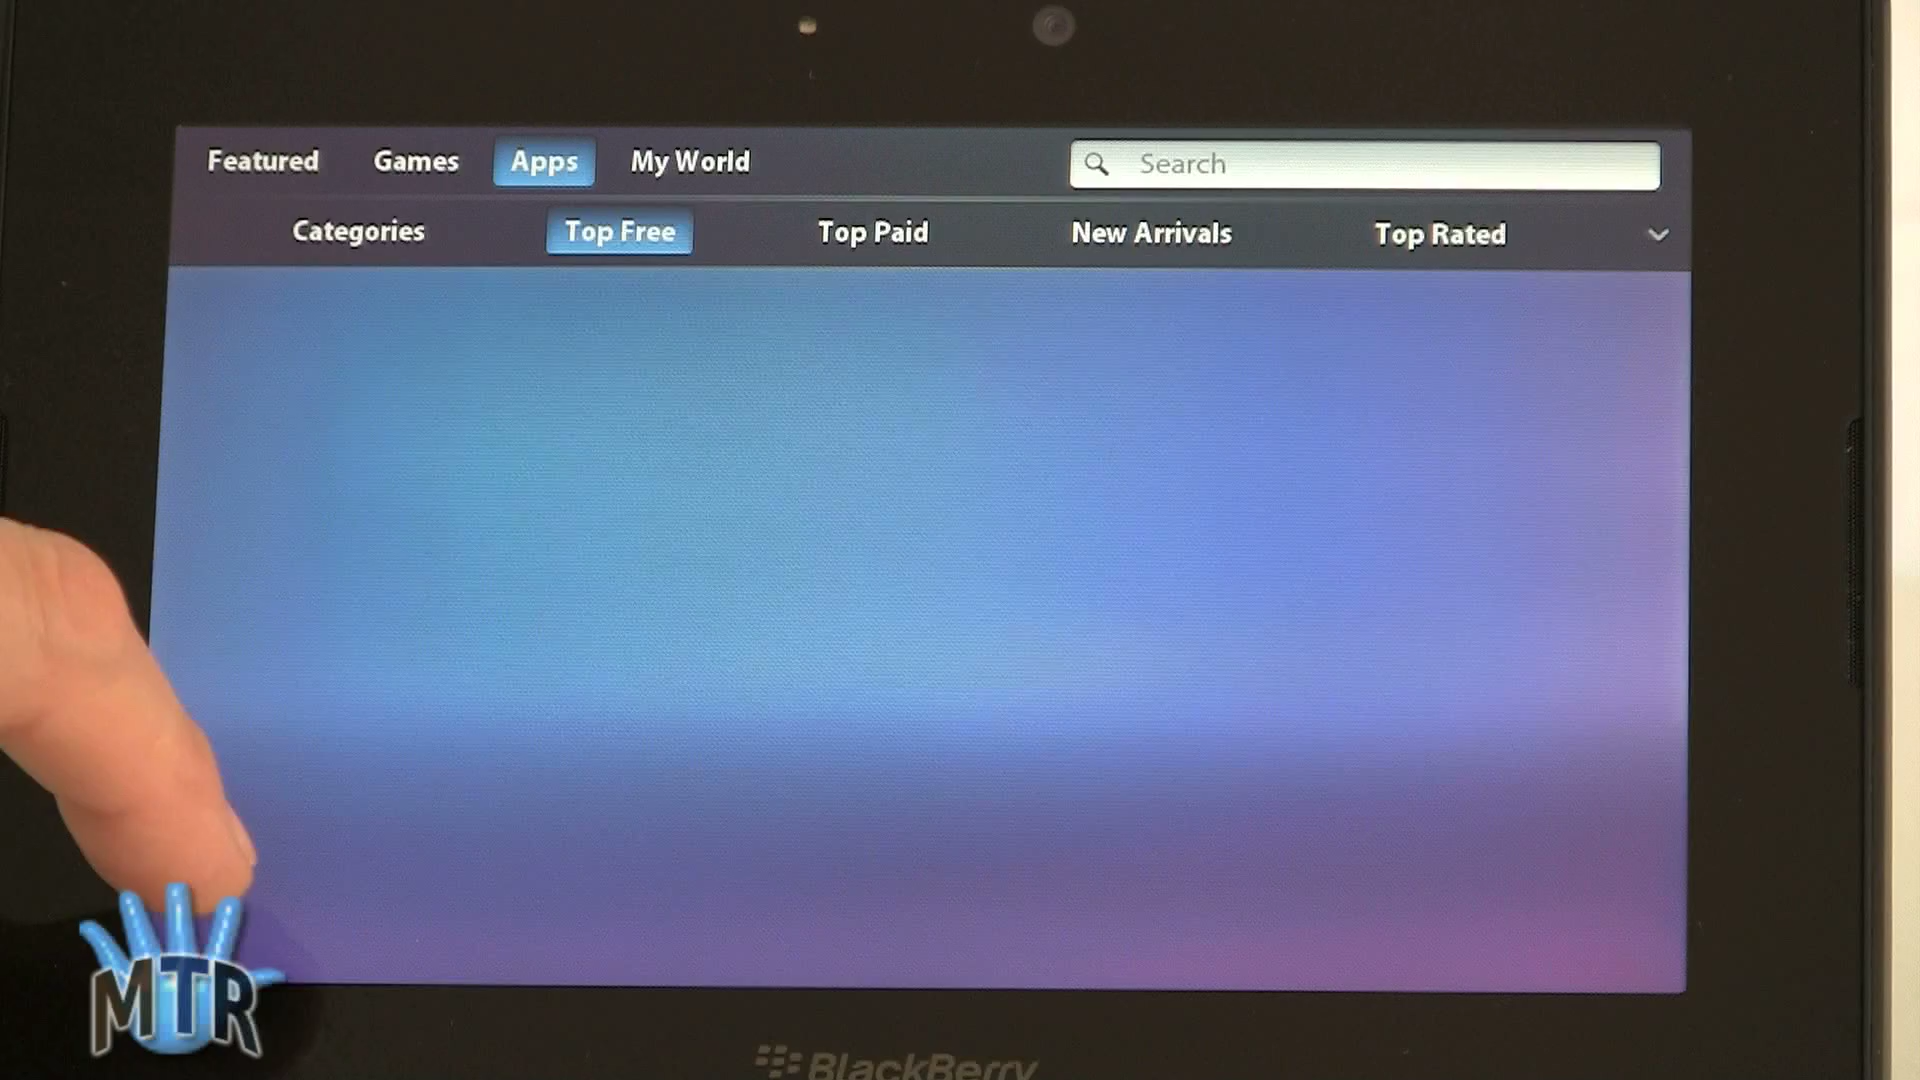 Featured Games Apps My World Search
Categories Top Free Top Paid New Arrivals Top Rated
MTR
BlackBerry